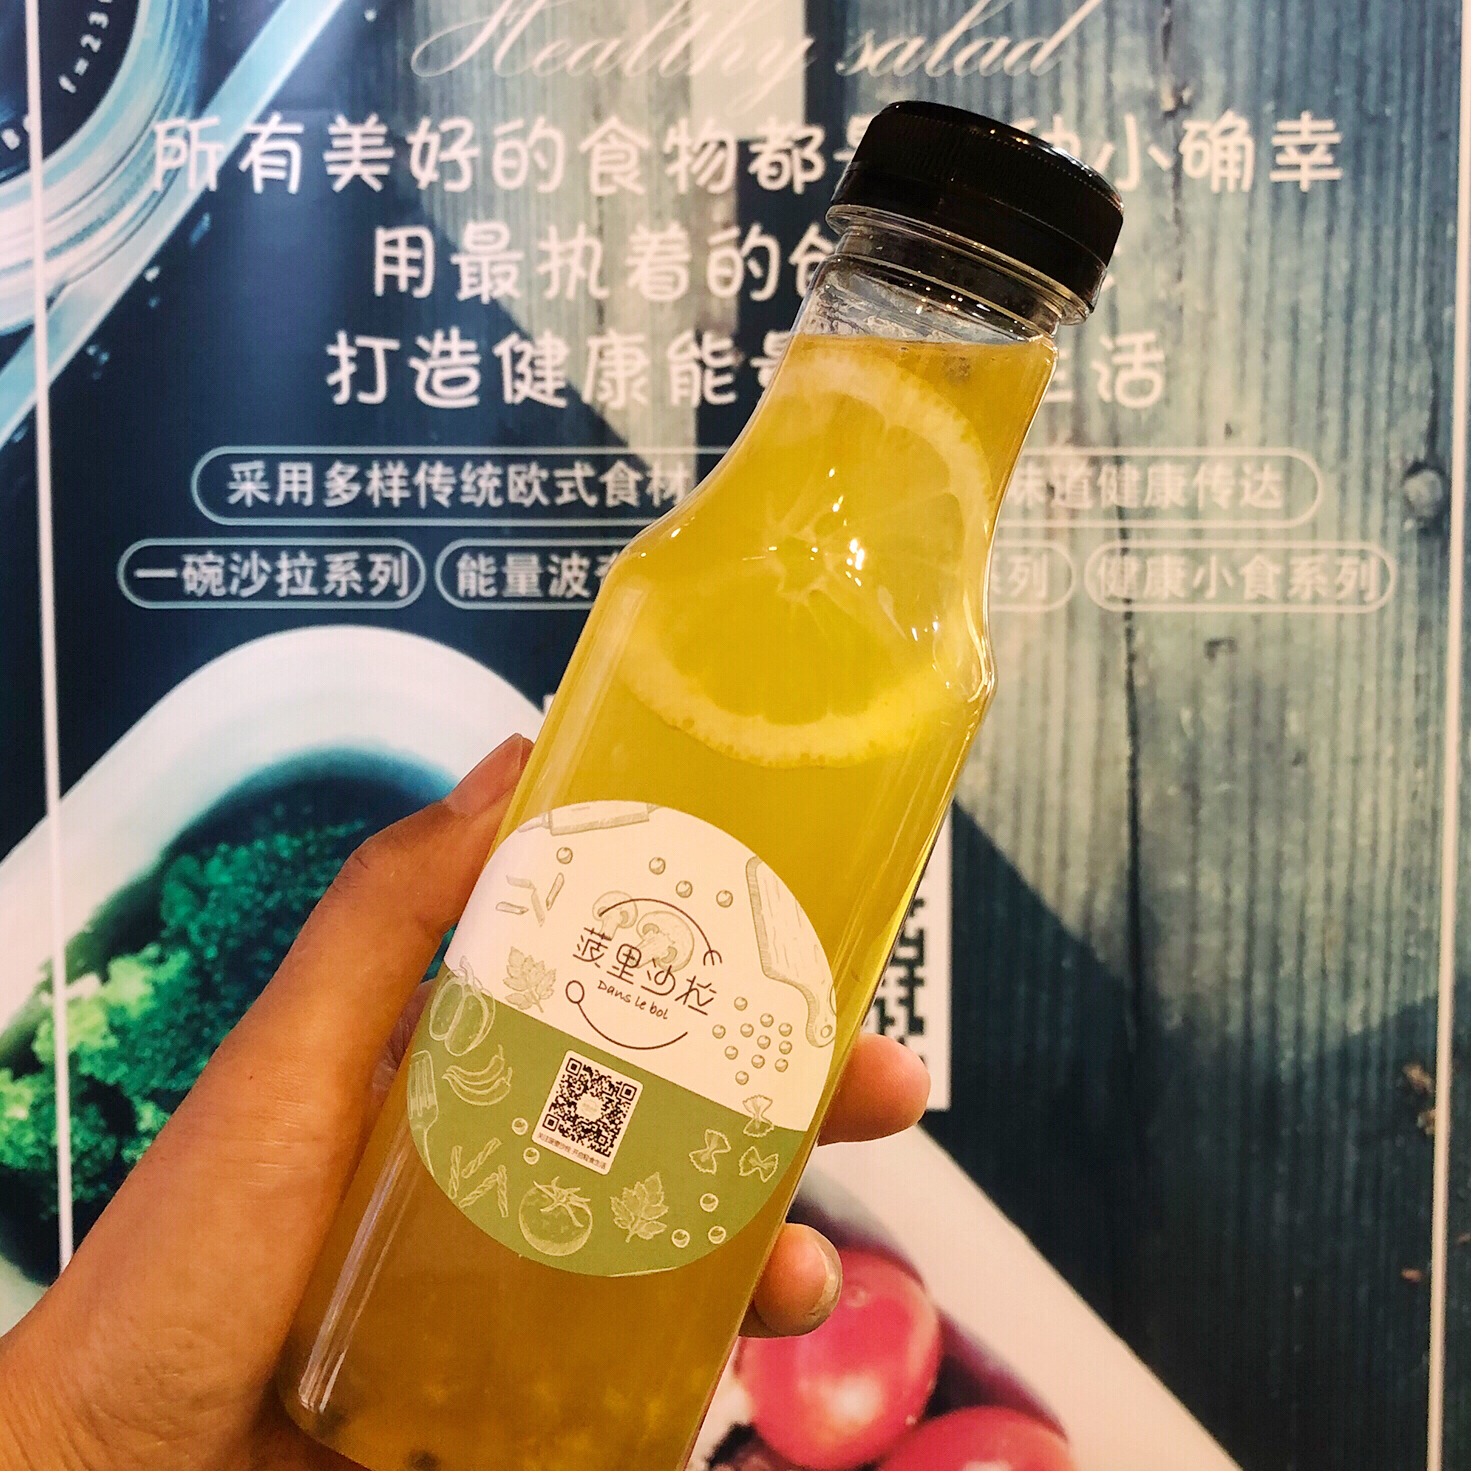 Healthy salad
所有美好的食物都 小确幸
用最执着的
打造健康能量 生活
采用多样传统欧式食材 味道健康传达
一碗沙拉系列 能量波 系列 健康小食系列
菠里沙拉
Dans le bol